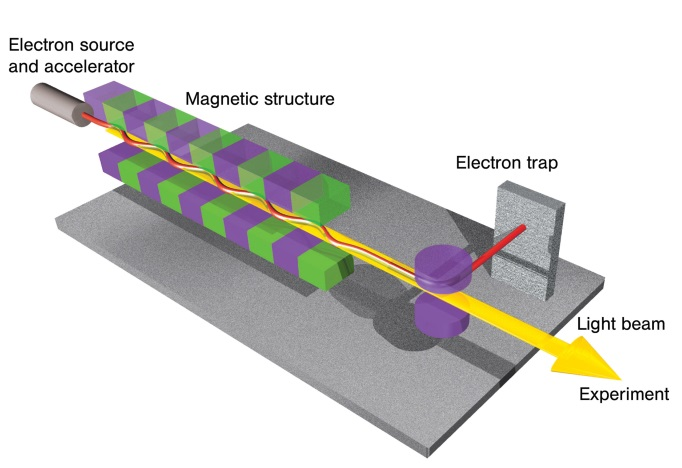 Electron source
and accelerator
Magnetic structure
Electron trap
Light beam
Experiment